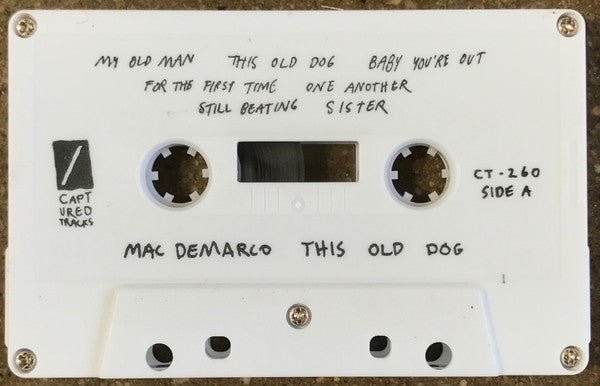 MY OLD MAN THIS OLD DOG BABY YOU'RE OUT
FOR THE FIRST TIME ONE ANOTHER
STILL BEATING SISTER
CAPT
URED
TRACKS
CT-260
SIDE A
MAC DEMARCO THIS OLD DOG